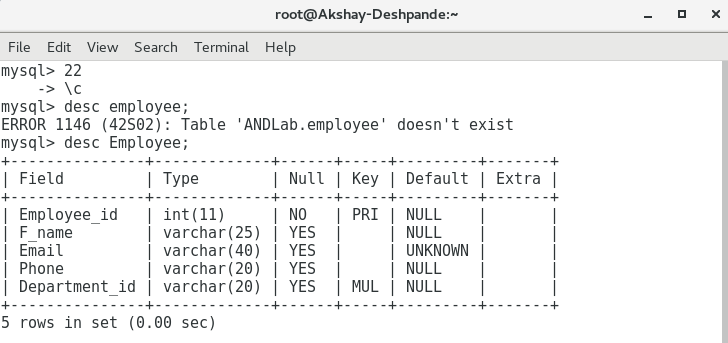 root@Akshay-Deshpande:~
File Edit View Search Terminal Help
mysql> 22
    -> \c
mysql> desc employee;
ERROR 1146 (42S02): Table 'ANDLab.employee' doesn't exist
mysql> desc Employee;
+---------------+-------------+------+-----+---------+-------+
| Field         | Type        | Null | Key | Default | Extra |
+---------------+-------------+------+-----+---------+-------+
| Employee_id   | int(11)     | NO   | PRI | NULL    |       |
| F_name        | varchar(25) | YES  |     | NULL    |       |
| Email         | varchar(40) | YES  |     | UNKNOWN |       |
| Phone         | varchar(20) | YES  |     | NULL    |       |
| Department_id | varchar(20) | YES  | MUL | NULL    |       |
+---------------+-------------+------+-----+---------+-------+
5 rows in set (0.00 sec)